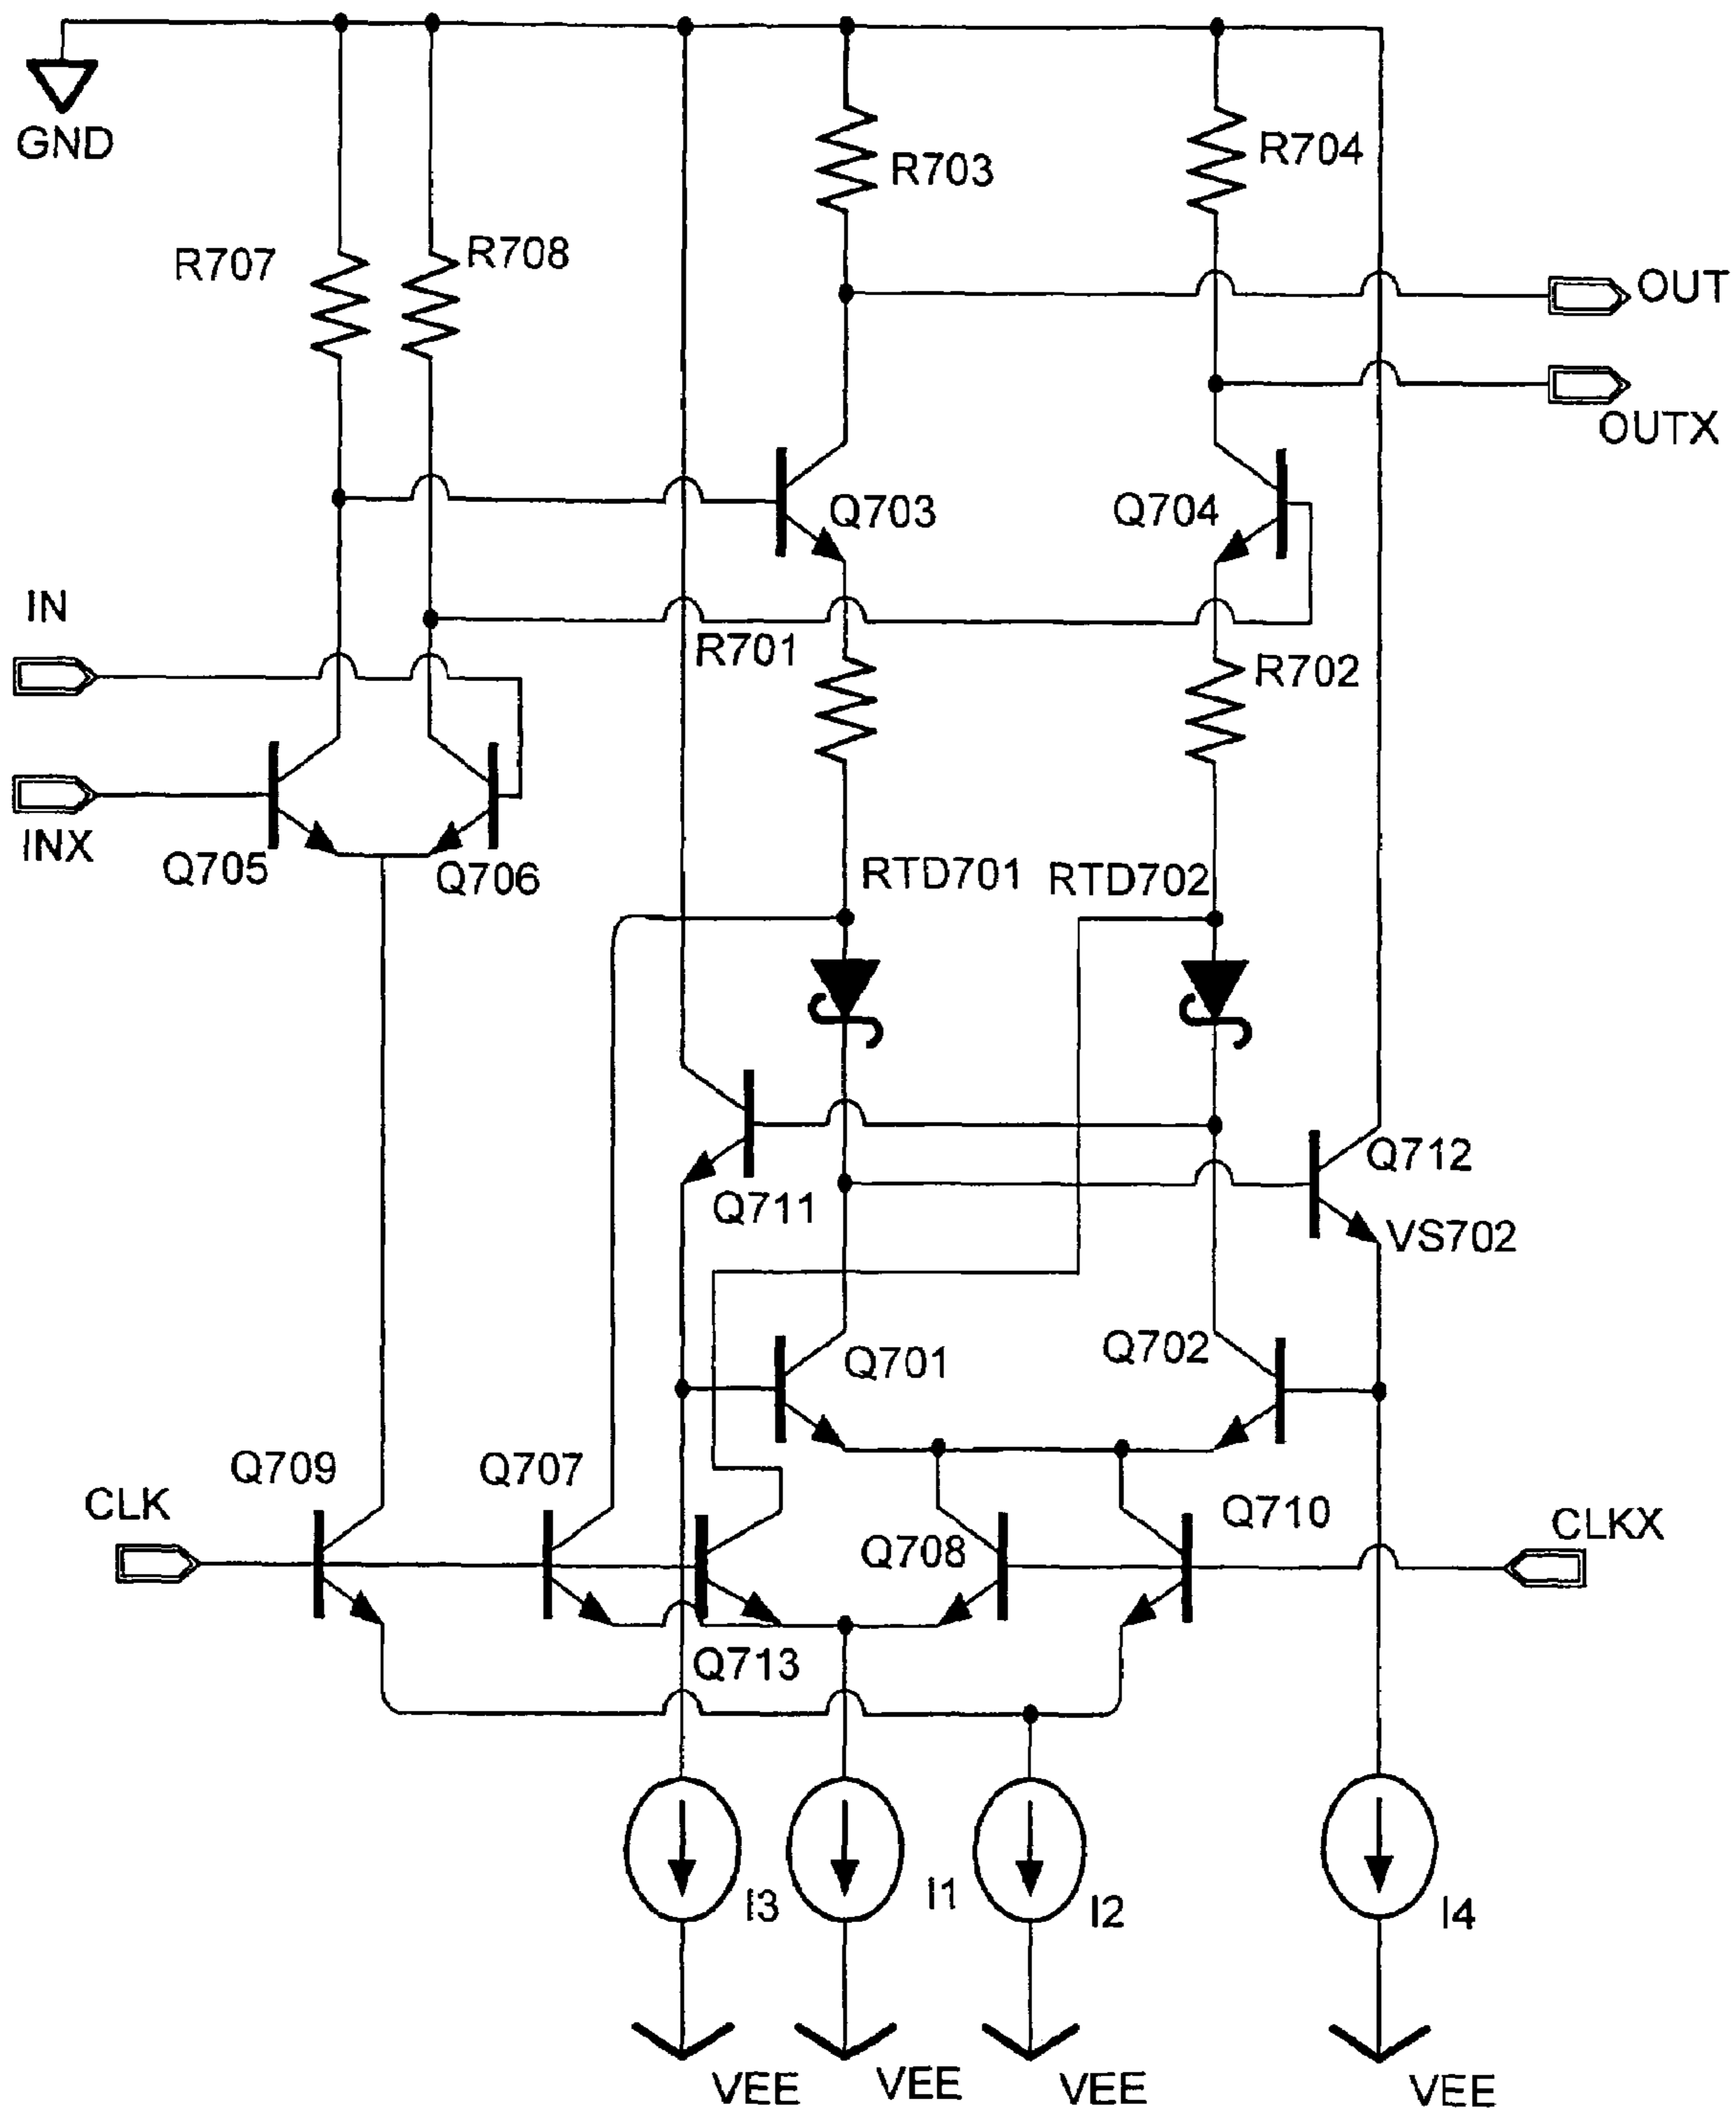 GND
R703
R704
R707
R708
OUT
OUTX
Q703
Q704
IN
R701
R702
INX
Q705
Q706
RTD701
RTD702
Q712
Q711
VS702
Q701
Q702
Q709
Q707
CLK
Q708
Q710
CLKX
Q713
I3
I1
I2
I4
VEE
VEE
VEE
VEE